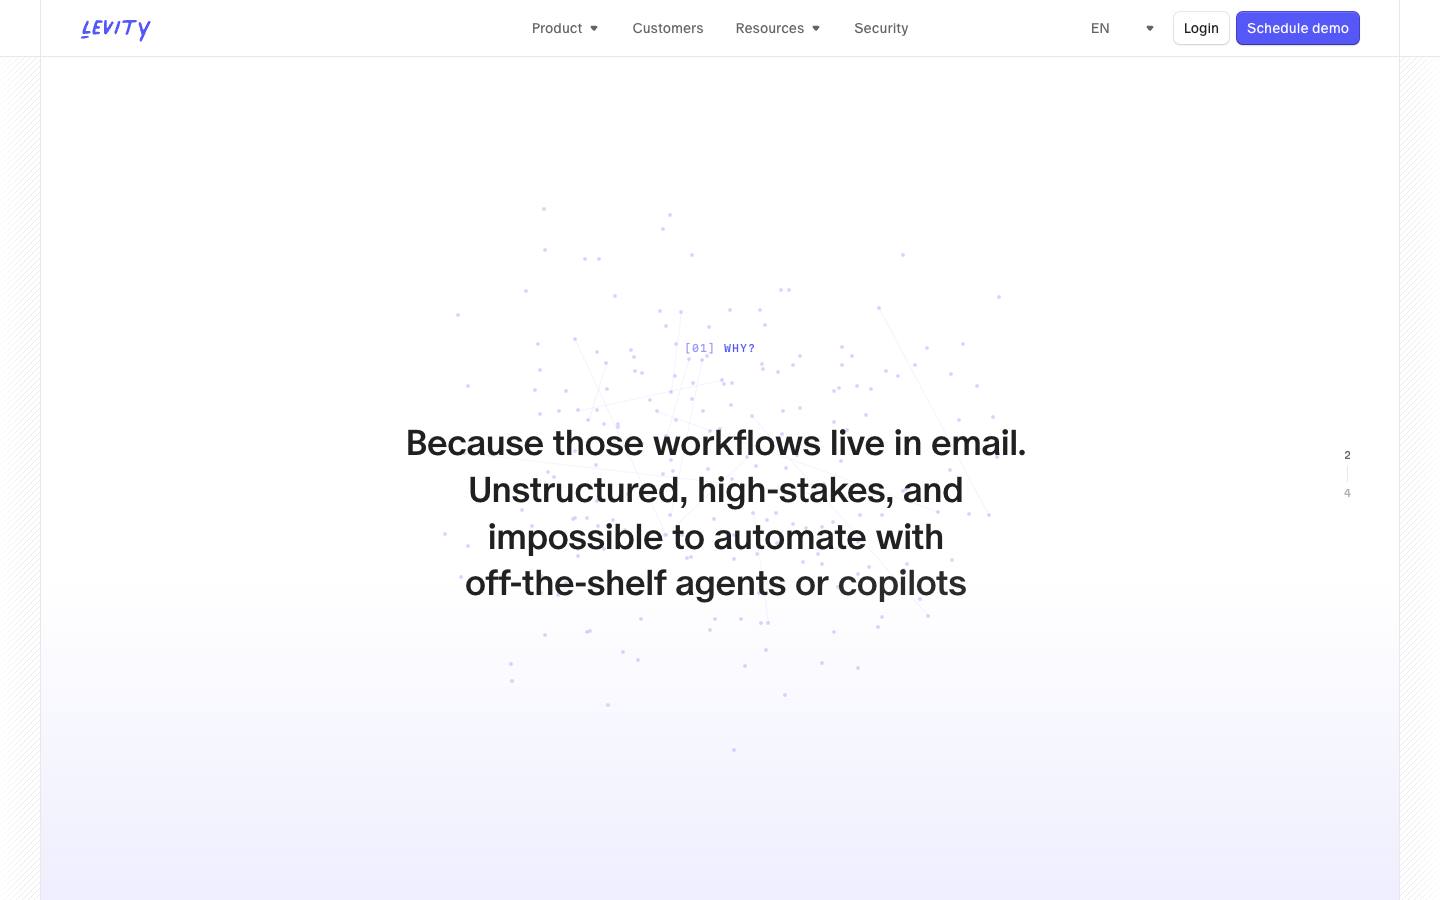 LEVITY
Product
Customers
Resources
Security
EN
Login
Schedule demo
[01] WHY?
Because those workflows live in email.
Unstructured, high-stakes, and
impossible to automate with
off-the-shelf agents or copilots
2
4